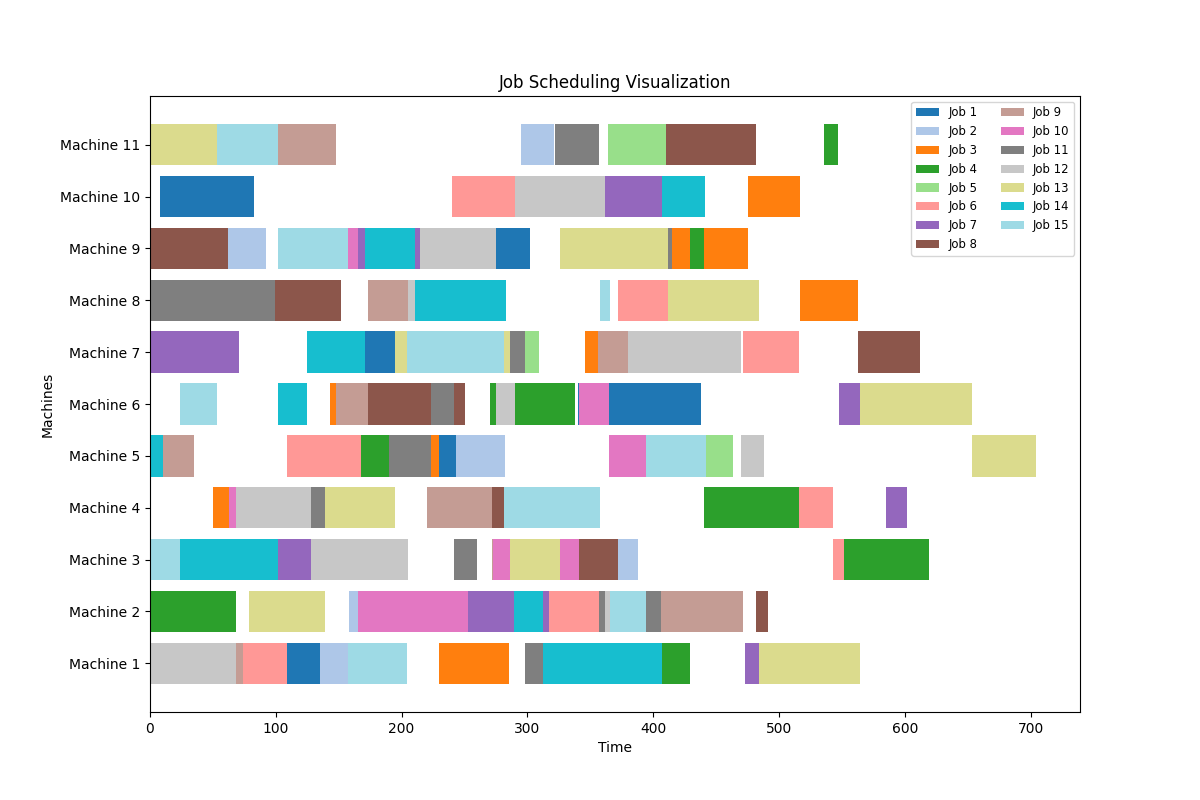 Job Scheduling Visualization
Machine 11
Machine 10
Machine 9
Machine 8
Machine 7
Machine 6
Machine 5
Machine 4
Machine 3
Machine 2
Machine 1
Machines
0 100 200 300 400 500 600 700
Time
Job 1
Job 2
Job 3
Job 4
Job 5
Job 6
Job 7
Job 8
Job 9
Job 10
Job 11
Job 12
Job 13
Job 14
Job 15